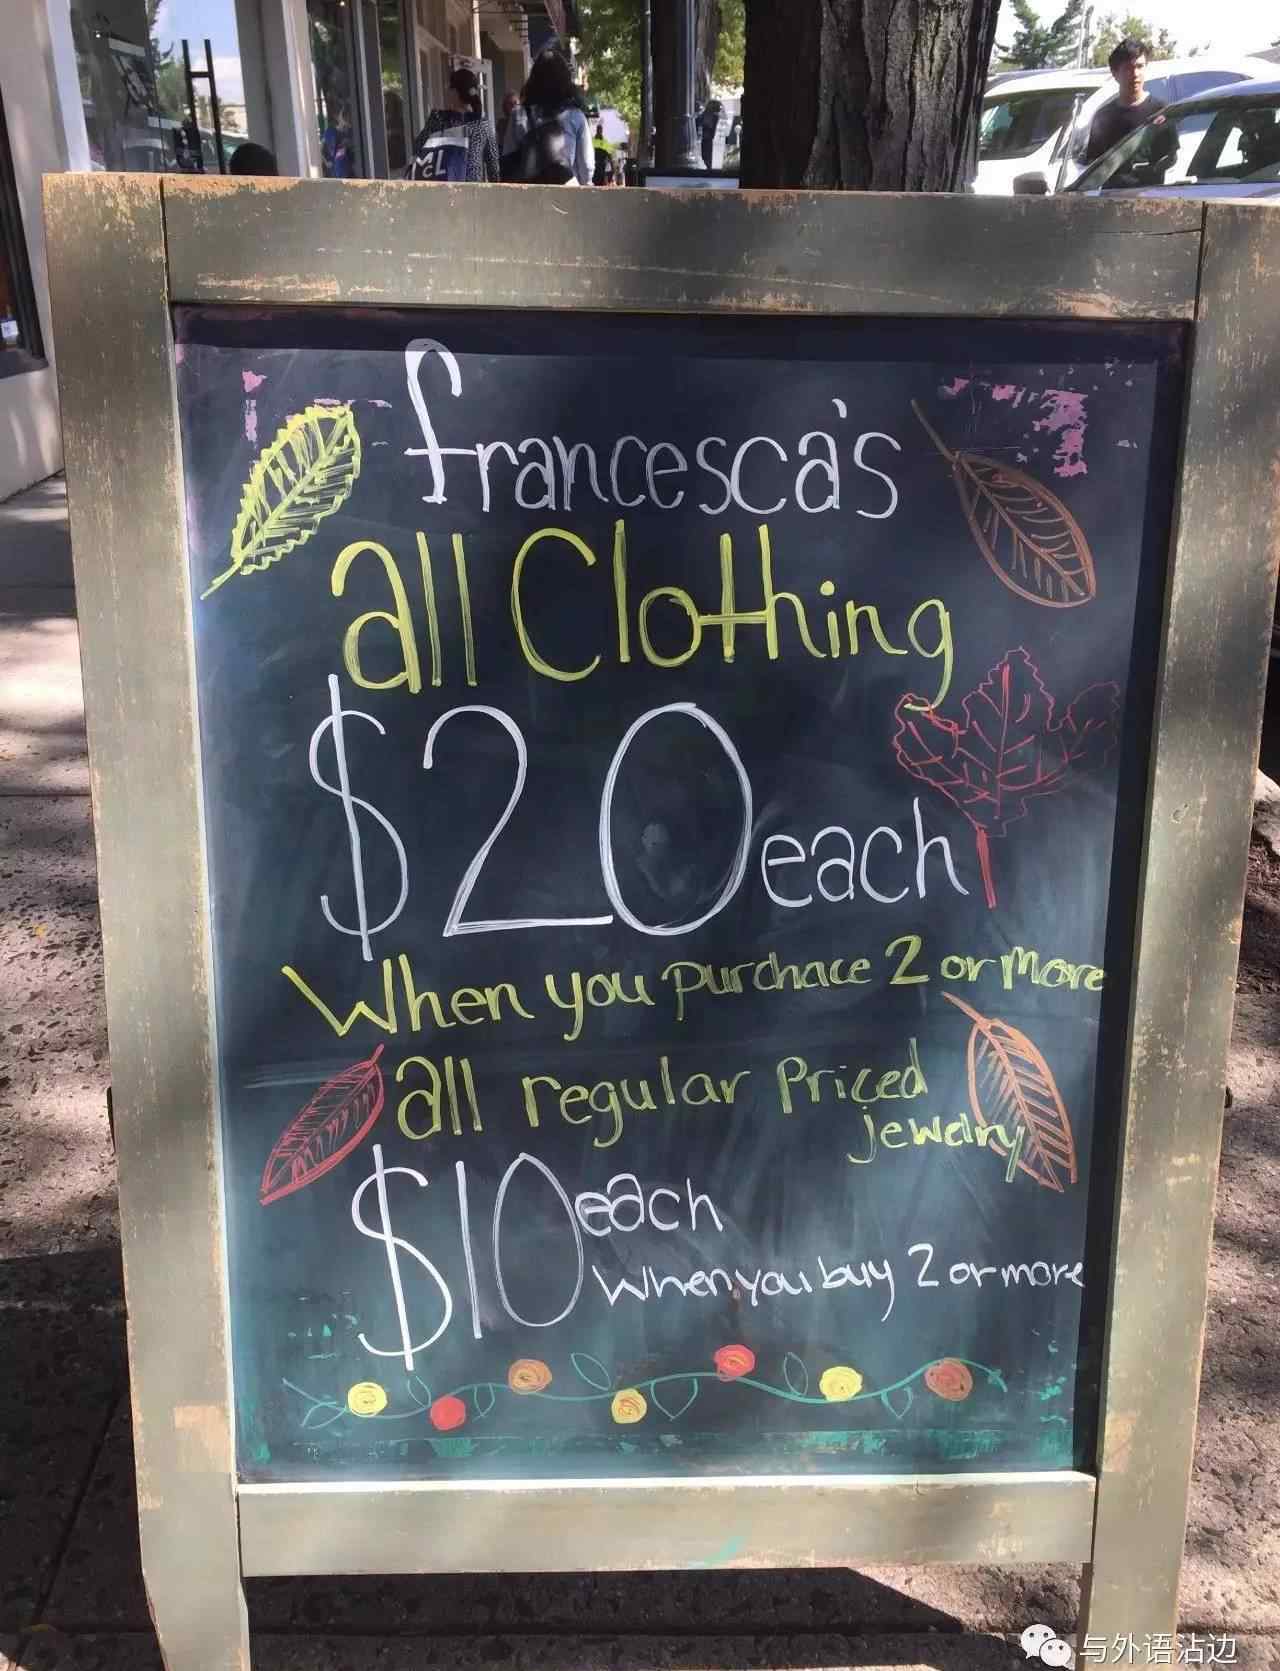 MCL
francesca's
all Clothing
$20 each
When you purchace 2 or more
all regular Priced
jewelry
$10 each
When you buy 2 or more
与外语沾边